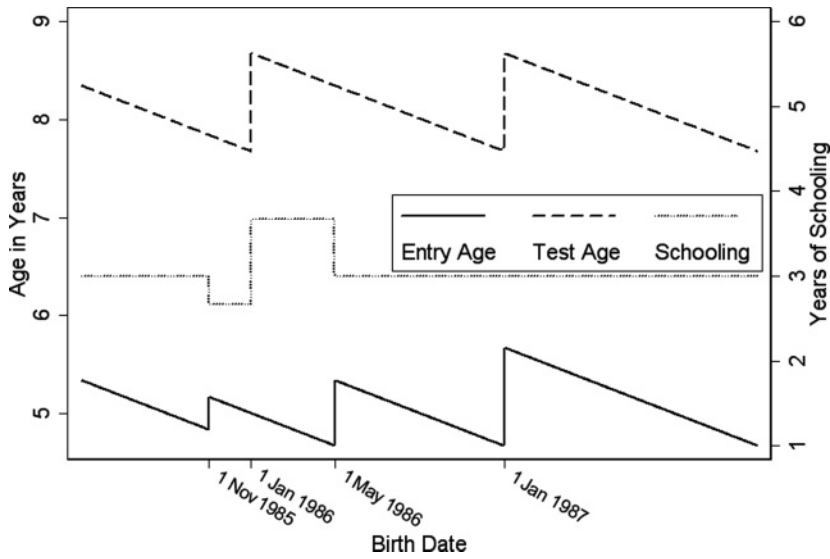 9
8
7
6
5
Age in Years
6
5
4
3
2
1
Years of Schooling
Entry Age Test Age Schooling
1 Nov 1985
1 Jan 1986
1 May 1986
1 Jan 1987
Birth Date